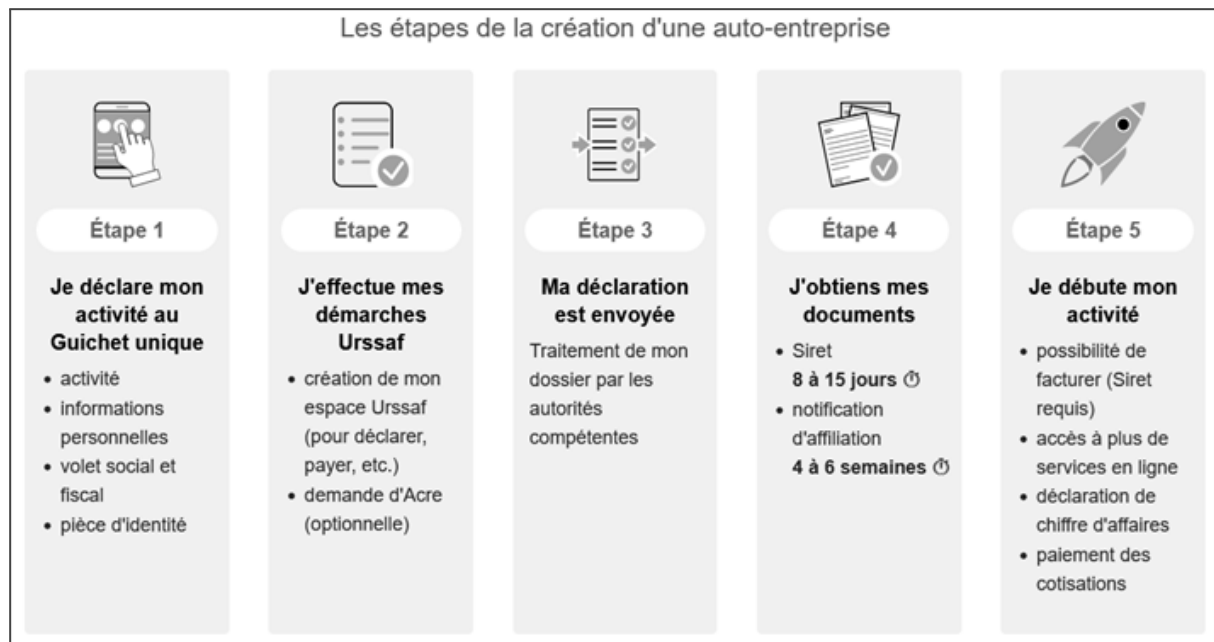 Les étapes de la création d'une auto-entreprise
Étape 1
Je déclare mon
activité au
Guichet unique
• activité
• informations
personnelles
• volet social et
fiscal
• pièce d'identité
Étape 2
J'effectue mes
démarches
Urssaf
• création de mon
espace Urssaf
(pour déclarer,
payer, etc.)
• demande d'Acre
(optionnelle)
Étape 3
Ma déclaration
est envoyée
Traitement de mon
dossier par les
autorités
compétentes
Étape 4
J'obtiens mes
documents
• Siret
8 à 15 jours ⏱
• notification
d'affiliation
4 à 6 semaines ⏱
Étape 5
Je débute mon
activité
• possibilité de
facturer (Siret
requis)
• accès à plus de
services en ligne
• déclaration de
chiffre d'affaires
• paiement des
cotisations